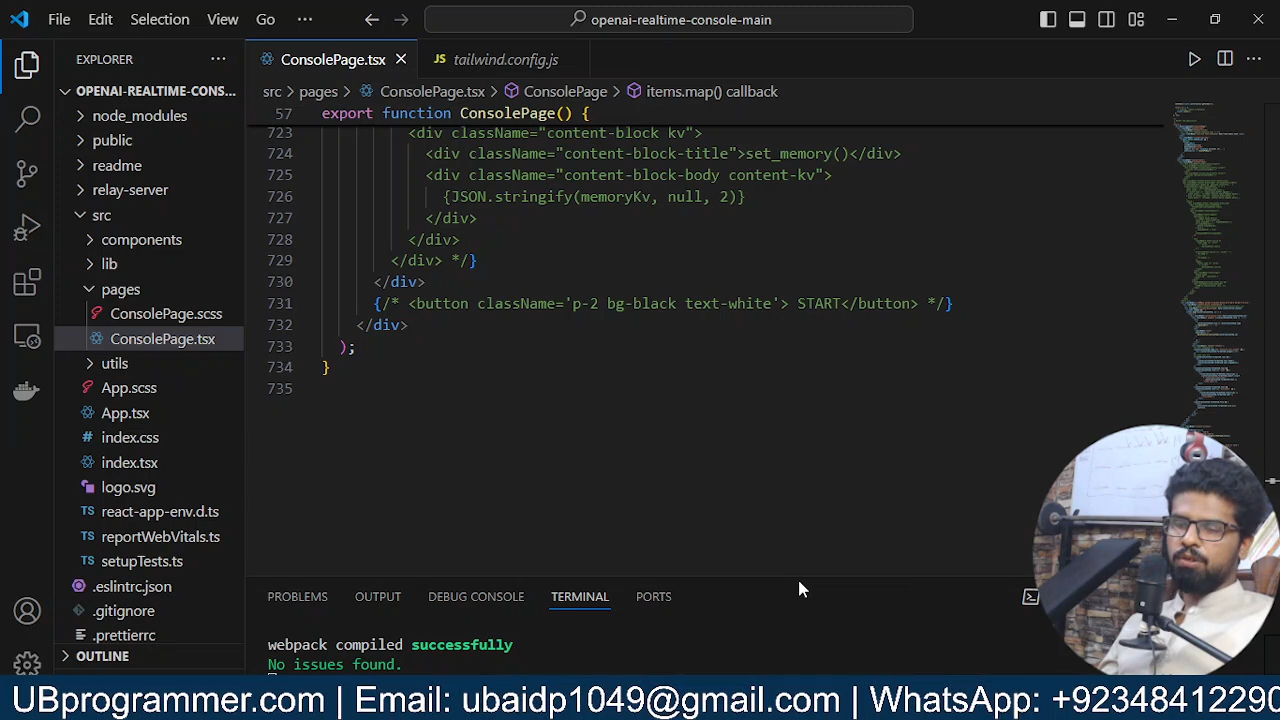 File Edit Selection View Go ··· openai-realtime-console-main
EXPLORER ···
OPENAI-REALTIME-CONS...
node_modules
public
readme
relay-server
src
components
lib
pages
ConsolePage.scss
ConsolePage.tsx
utils
App.scss
App.tsx
index.css
index.tsx
logo.svg
react-app-env.d.ts
reportWebVitals.ts
setupTests.ts
.eslintrc.json
.gitignore
.prettierrc
OUTLINE
ConsolePage.tsx JS tailwind.config.js
src > pages > ConsolePage.tsx > ConsolePage > items.map() callback
57 export function ConsolePage() {
723 <div className="content-block kv">
724 <div className="content-block-title">set_memory()</div>
725 <div className="content-block-body content-kv">
726 {JSON.stringify(memoryKv, null, 2)}
727 </div>
728 </div>
729 </div> */}
730 </div>
731 {/* <button className='p-2 bg-black text-white'> START</button> */}
732 </div>
733 );
734 }
735
PROBLEMS OUTPUT DEBUG CONSOLE TERMINAL PORTS
webpack compiled successfully
No issues found.
UBprogrammer.com | Email: ubaidp1049@gmail.com | WhatsApp: +92348412290